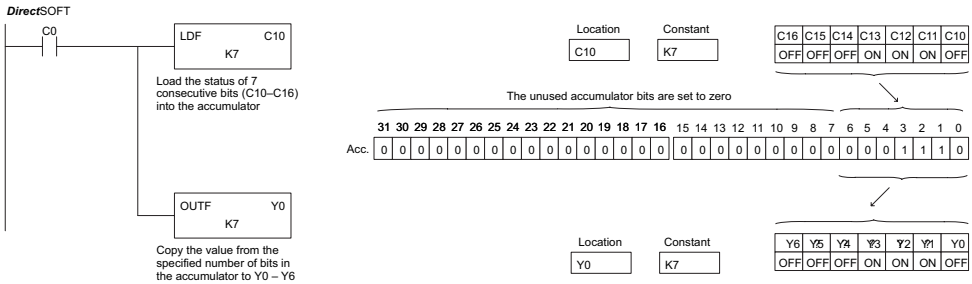 DirectSOFT
C0
LDF C10
K7
Load the status of 7
consecutive bits (C10–C16)
into the accumulator
Location Constant
C10 K7
C16 C15 C14 C13 C12 C11 C10
OFF OFF OFF ON ON ON OFF
The unused accumulator bits are set to zero
31 30 29 28 27 26 25 24 23 22 21 20 19 18 17 16 15 14 13 12 11 10 9 8 7 6 5 4 3 2 1 0
Acc. 0 0 0 0 0 0 0 0 0 0 0 0 0 0 0 0 0 0 0 0 0 0 0 0 0 0 0 0 1 1 1 0
OUTF Y0
K7
Copy the value from the
specified number of bits in
the accumulator to Y0 – Y6
Location Constant
Y0 K7
Y6 Y5 Y4 Y3 Y2 Y1 Y0
OFF OFF OFF ON ON ON OFF